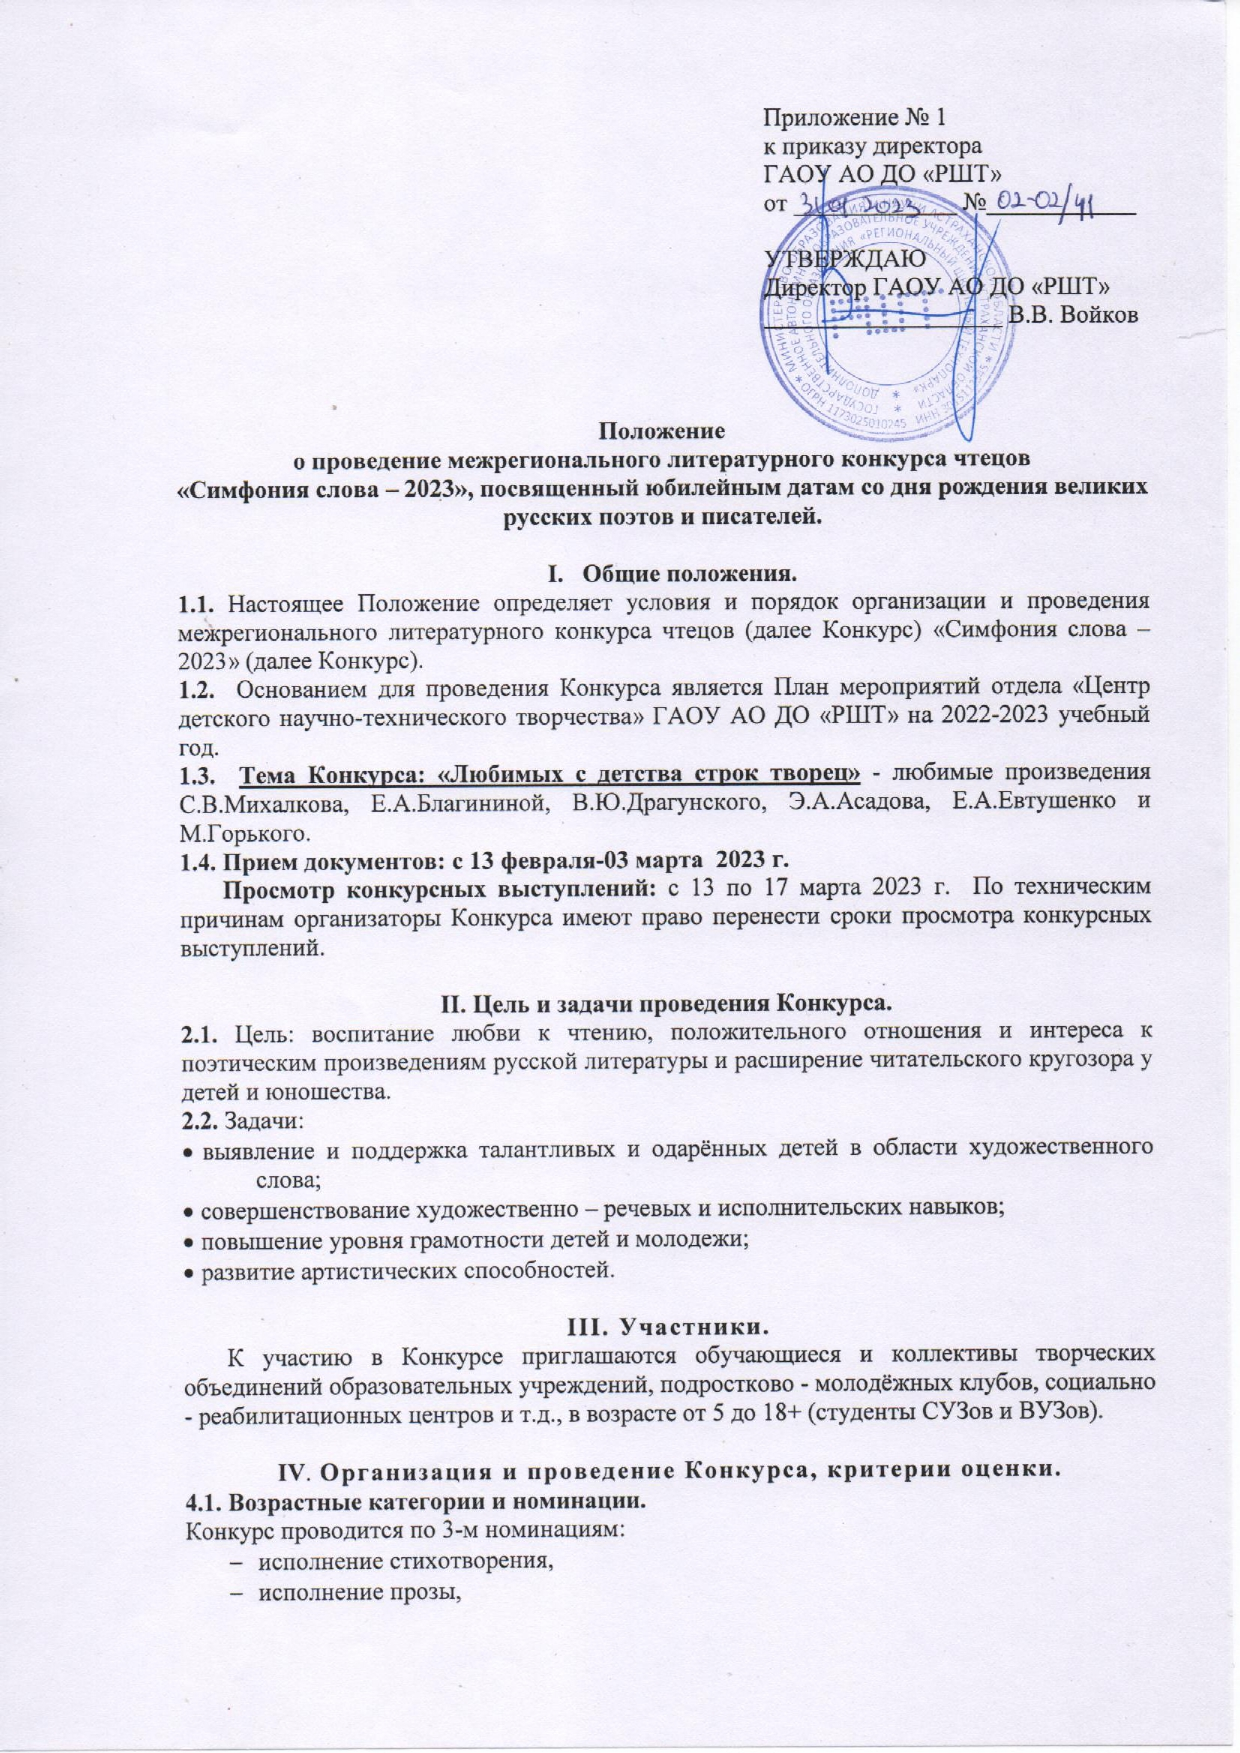 Приложение № 1
к приказу директора
ГАОУ АО ДО «РШТ»
от 31 01 2023 № 02-02/41
УТВЕРЖДАЮ
Директор ГАОУ АО ДО «РШТ»
В.В. Войков
Положение
о проведение межрегионального литературного конкурса чтецов
«Симфония слова – 2023», посвященный юбилейным датам со дня рождения великих
русских поэтов и писателей.
I. Общие положения.
1.1. Настоящее Положение определяет условия и порядок организации и проведения
межрегионального литературного конкурса чтецов (далее Конкурс) «Симфония слова –
2023» (далее Конкурс).
1.2. Основанием для проведения Конкурса является План мероприятий отдела «Центр
детского научно-технического творчества» ГАОУ АО ДО «РШТ» на 2022-2023 учебный
год.
1.3. Тема Конкурса: «Любимых с детства строк творец» - любимые произведения
С.В.Михалкова, Е.А.Благининой, В.Ю.Драгунского, Э.А.Асадова, Е.А.Евтушенко и
М.Горького.
1.4. Прием документов: с 13 февраля-03 марта 2023 г.
Просмотр конкурсных выступлений: с 13 по 17 марта 2023 г. По техническим
причинам организаторы Конкурса имеют право перенести сроки просмотра конкурсных
выступлений.
II. Цель и задачи проведения Конкурса.
2.1. Цель: воспитание любви к чтению, положительного отношения и интереса к
поэтическим произведениям русской литературы и расширение читательского кругозора у
детей и юношества.
2.2. Задачи:
• выявление и поддержка талантливых и одарённых детей в области художественного
слова;
• совершенствование художественно – речевых и исполнительских навыков;
• повышение уровня грамотности детей и молодежи;
• развитие артистических способностей.
III. Участники.
К участию в Конкурсе приглашаются обучающиеся и коллективы творческих
объединений образовательных учреждений, подростково - молодёжных клубов, социально
- реабилитационных центров и т.д., в возрасте от 5 до 18+ (студенты СУЗов и ВУЗов).
IV. Организация и проведение Конкурса, критерии оценки.
4.1. Возрастные категории и номинации.
Конкурс проводится по 3-м номинациям:
– исполнение стихотворения,
– исполнение прозы,